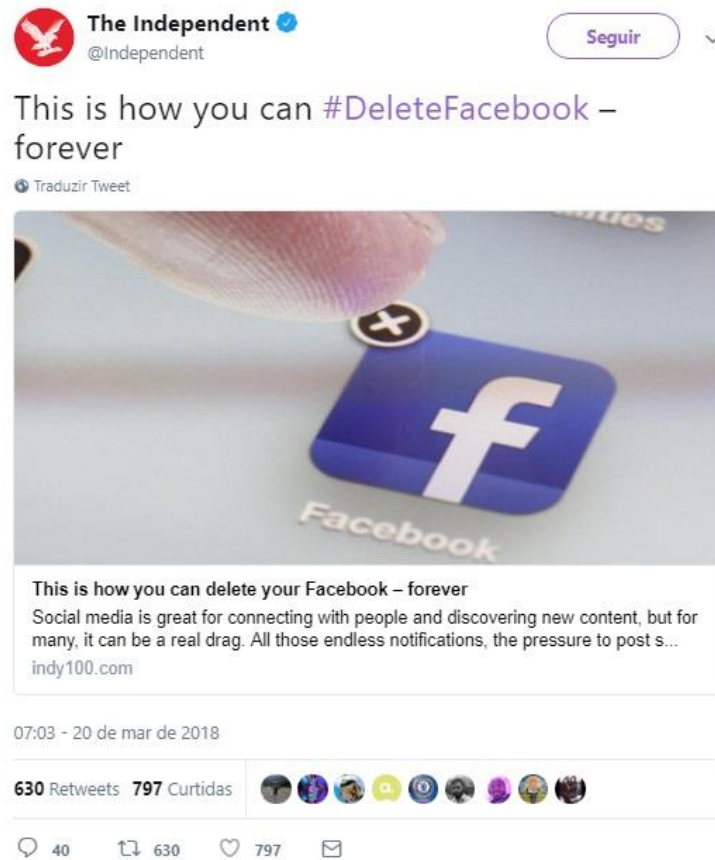 The Independent
@Independent
Seguir
This is how you can #DeleteFacebook –
forever
Traduzir Tweet
Facebook
This is how you can delete your Facebook – forever
Social media is great for connecting with people and discovering new content, but for
many, it can be a real drag. All those endless notifications, the pressure to post s...
indy100.com
07:03 - 20 de mar de 2018
630 Retweets 797 Curtidas
40 630 797